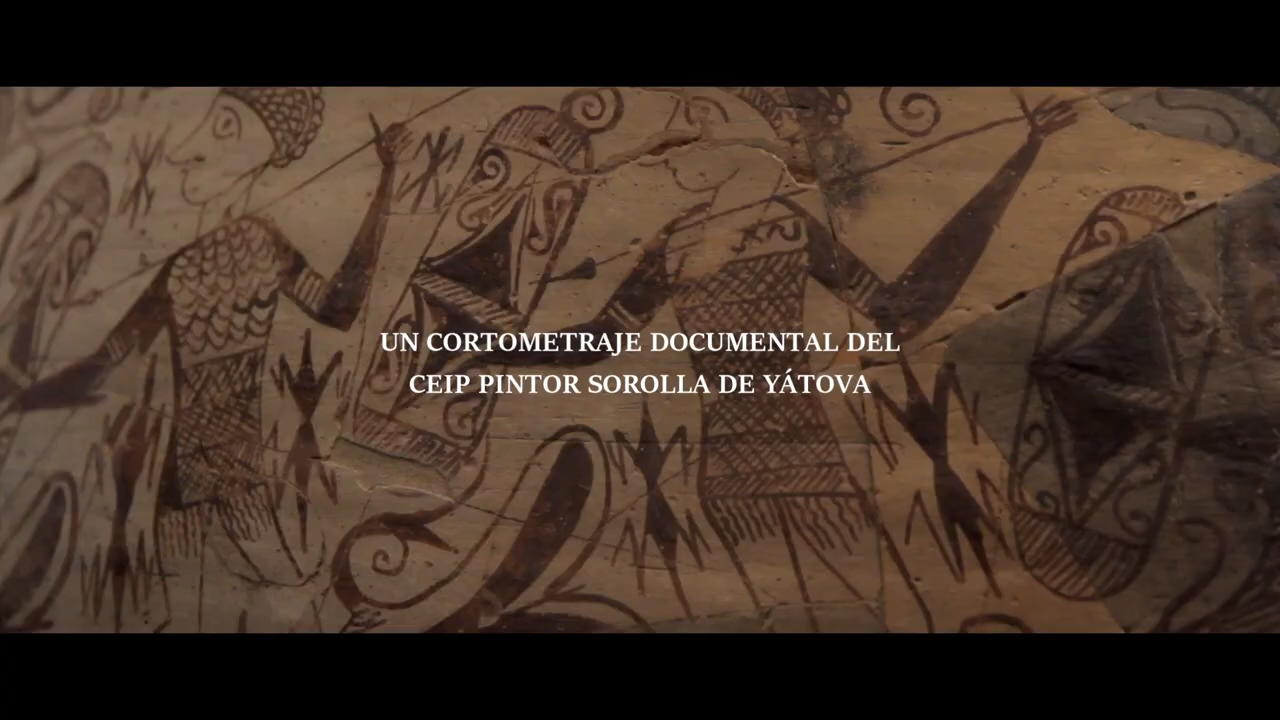 UN CORTOMETRAJE DOCUMENTAL DEL
CEIP PINTOR SOROLLA DE YÁTOVA